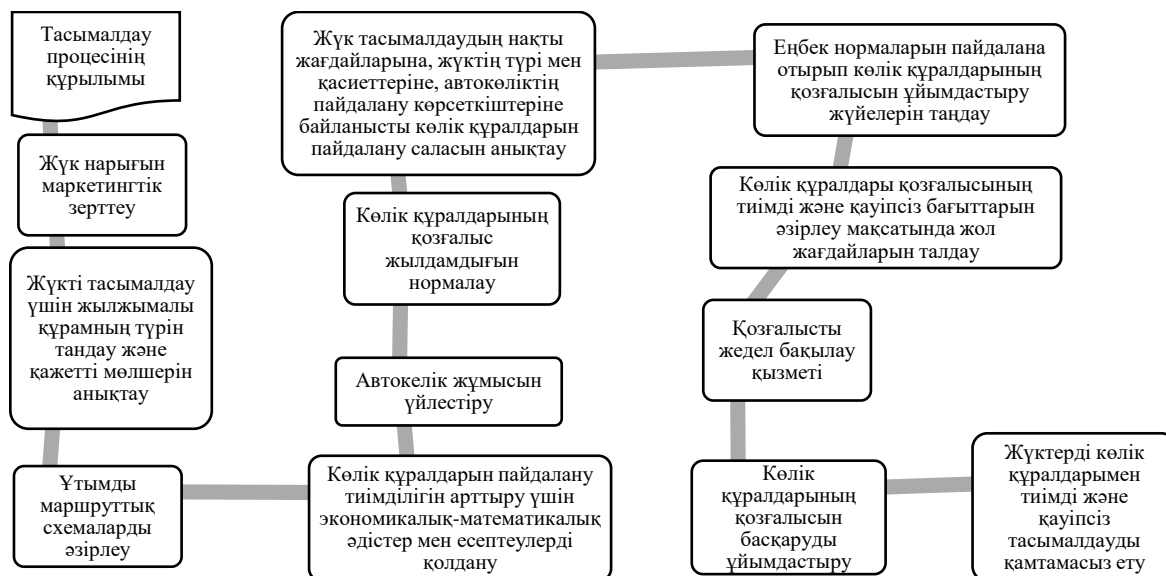 Тасымалдау
процесінің
құрылымы
Жүк нарығын
маркетингтік
зерттеу
Жүкті тасымалдау
үшін жылжымалы
құрамның түрін
тандау және
қажетті мөлшерін
анықтау
Ұтымды
маршруттық
схемаларды
әзірлеу
Көлік құралдарын пайдалану
тиімділігін арттыру үшін
экономикалық-математикалық
әдістер мен есептеулерді
қолдану
Автокелік жұмысын
үйлестіру
Көлік құралдарының
қозғалыс
жылдамдығын
нормалау
Жүк тасымалдаудың нақты
жағдайларына, жүктің түрі мен
қасиеттеріне, автокөліктің
пайдалану көрсеткіштеріне
байланысты көлік құралдарын
пайдалану саласын анықтау
Еңбек нормаларын пайдалана
отырып көлік құралдарының
қозғалысын ұйымдастыру
жүйелерін таңдау
Көлік құралдары қозғалысының
тиімді және қауіпсіз бағыттарын
әзірлеу мақсатында жол
жағдайларын талдау
Қозғалысты
жедел бақылау
қызметі
Көлік
құралдарының
қозғалысын
басқаруды
ұйымдастыру
Жүктерді көлік
құралдарымен
тиімді және
қауіпсіз
тасымалдауды
қамтамасыз ету